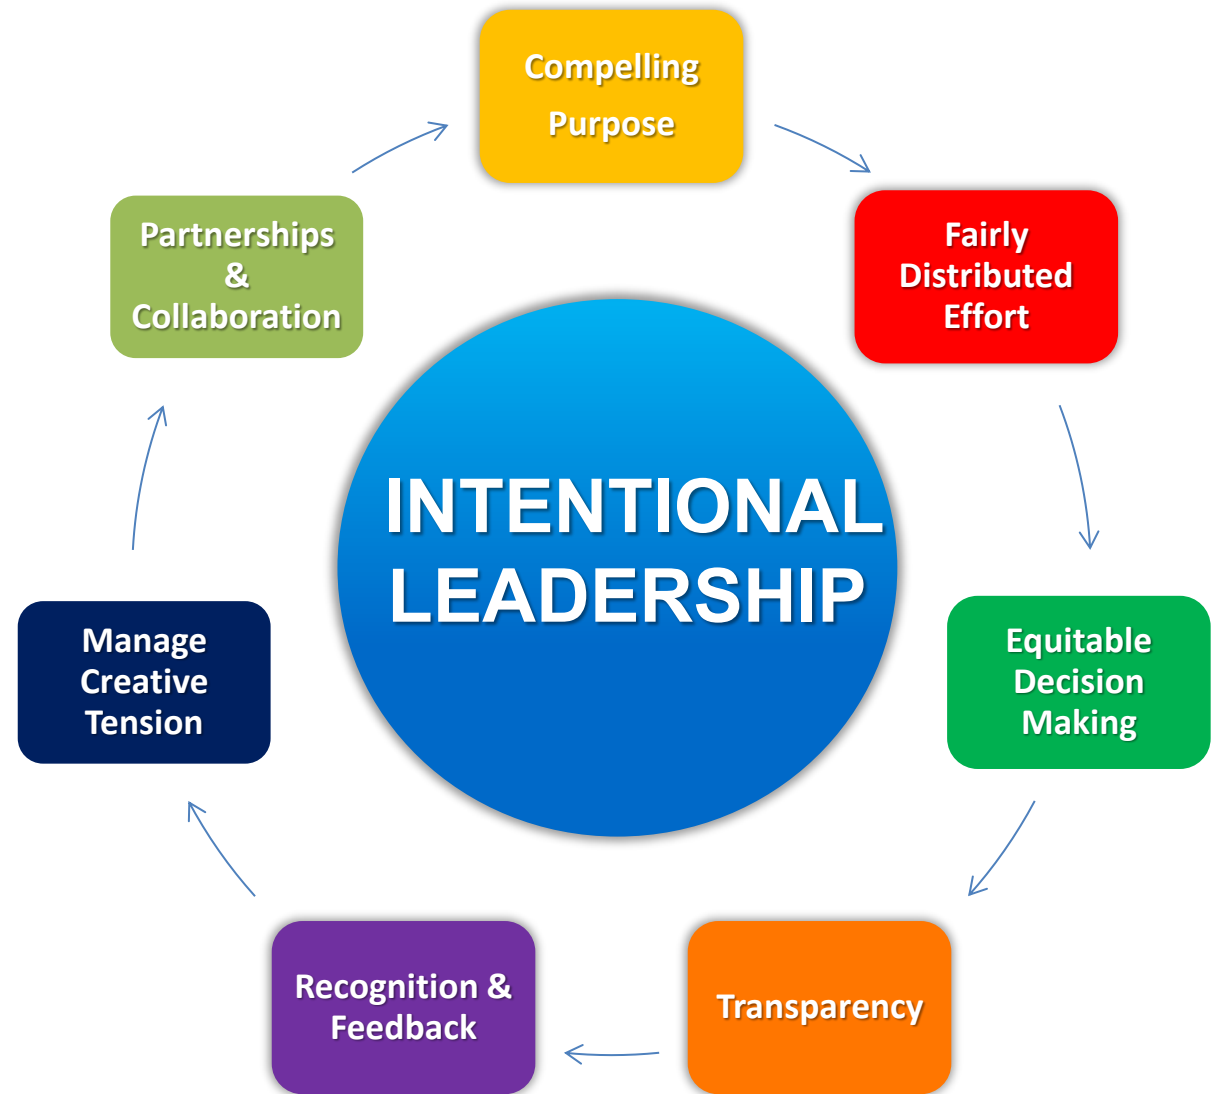 Compelling
Purpose
Fairly
Distributed
Effort
Equitable
Decision
Making
Transparency
Recognition &
Feedback
Manage
Creative
Tension
Partnerships
&
Collaboration
INTENTIONAL
LEADERSHIP